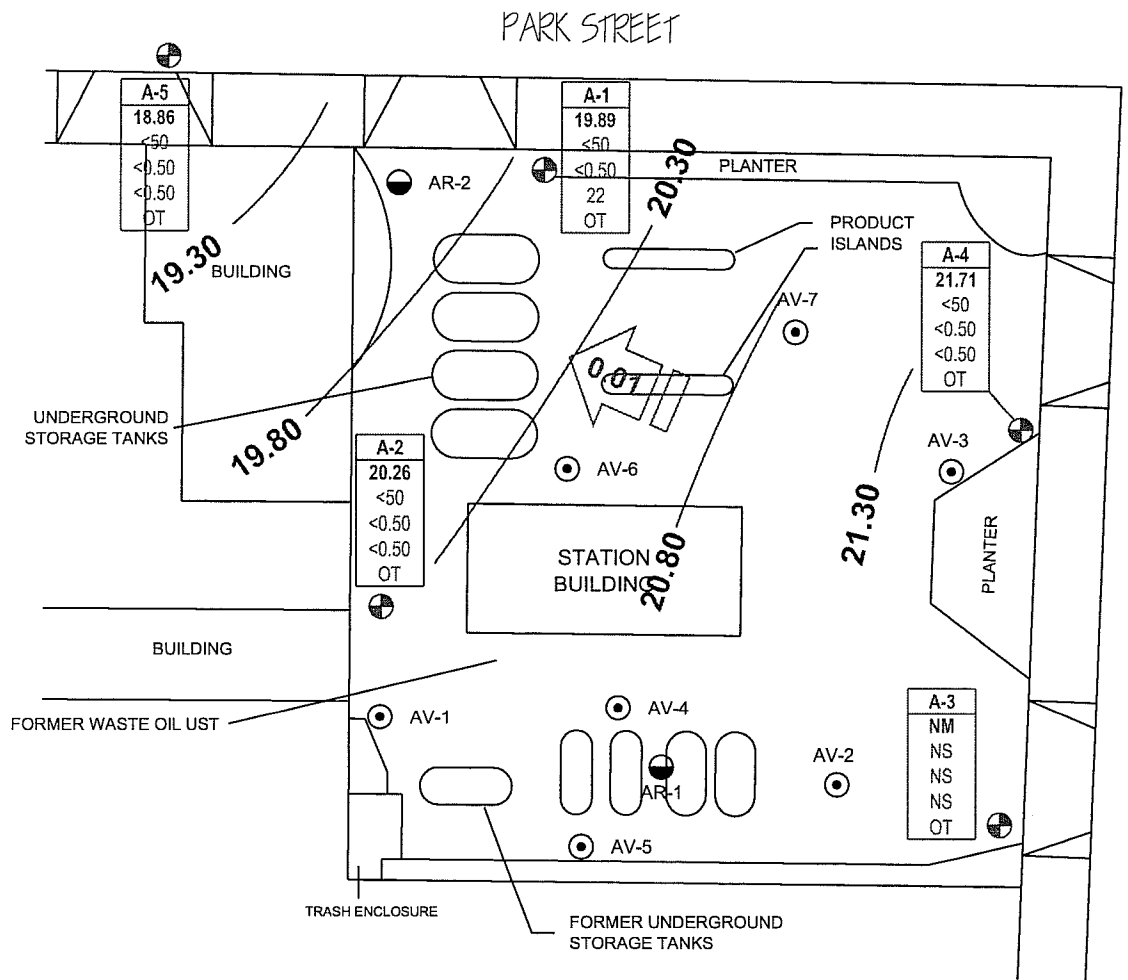 PARK STREET
A-5
18.86
<50
<0.50
<0.50
OT
A-1
19.89
<50
<0.50
22
OT
20.30
PLANTER
AR-2
PRODUCT
ISLANDS
19.30
BUILDING
A-4
21.71
<50
<0.50
<0.50
OT
AV-7
0.01
UNDERGROUND
STORAGE TANKS
19.80
A-2
20.26
<50
<0.50
<0.50
OT
AV-6
AV-3
21.30
STATION
BUILDING
20.80
PLANTER
BUILDING
FORMER WASTE OIL UST
AV-1
AV-4
A-3
NM
NS
NS
NS
OT
AV-2
AR-1
AV-5
TRASH ENCLOSURE
FORMER UNDERGROUND
STORAGE TANKS